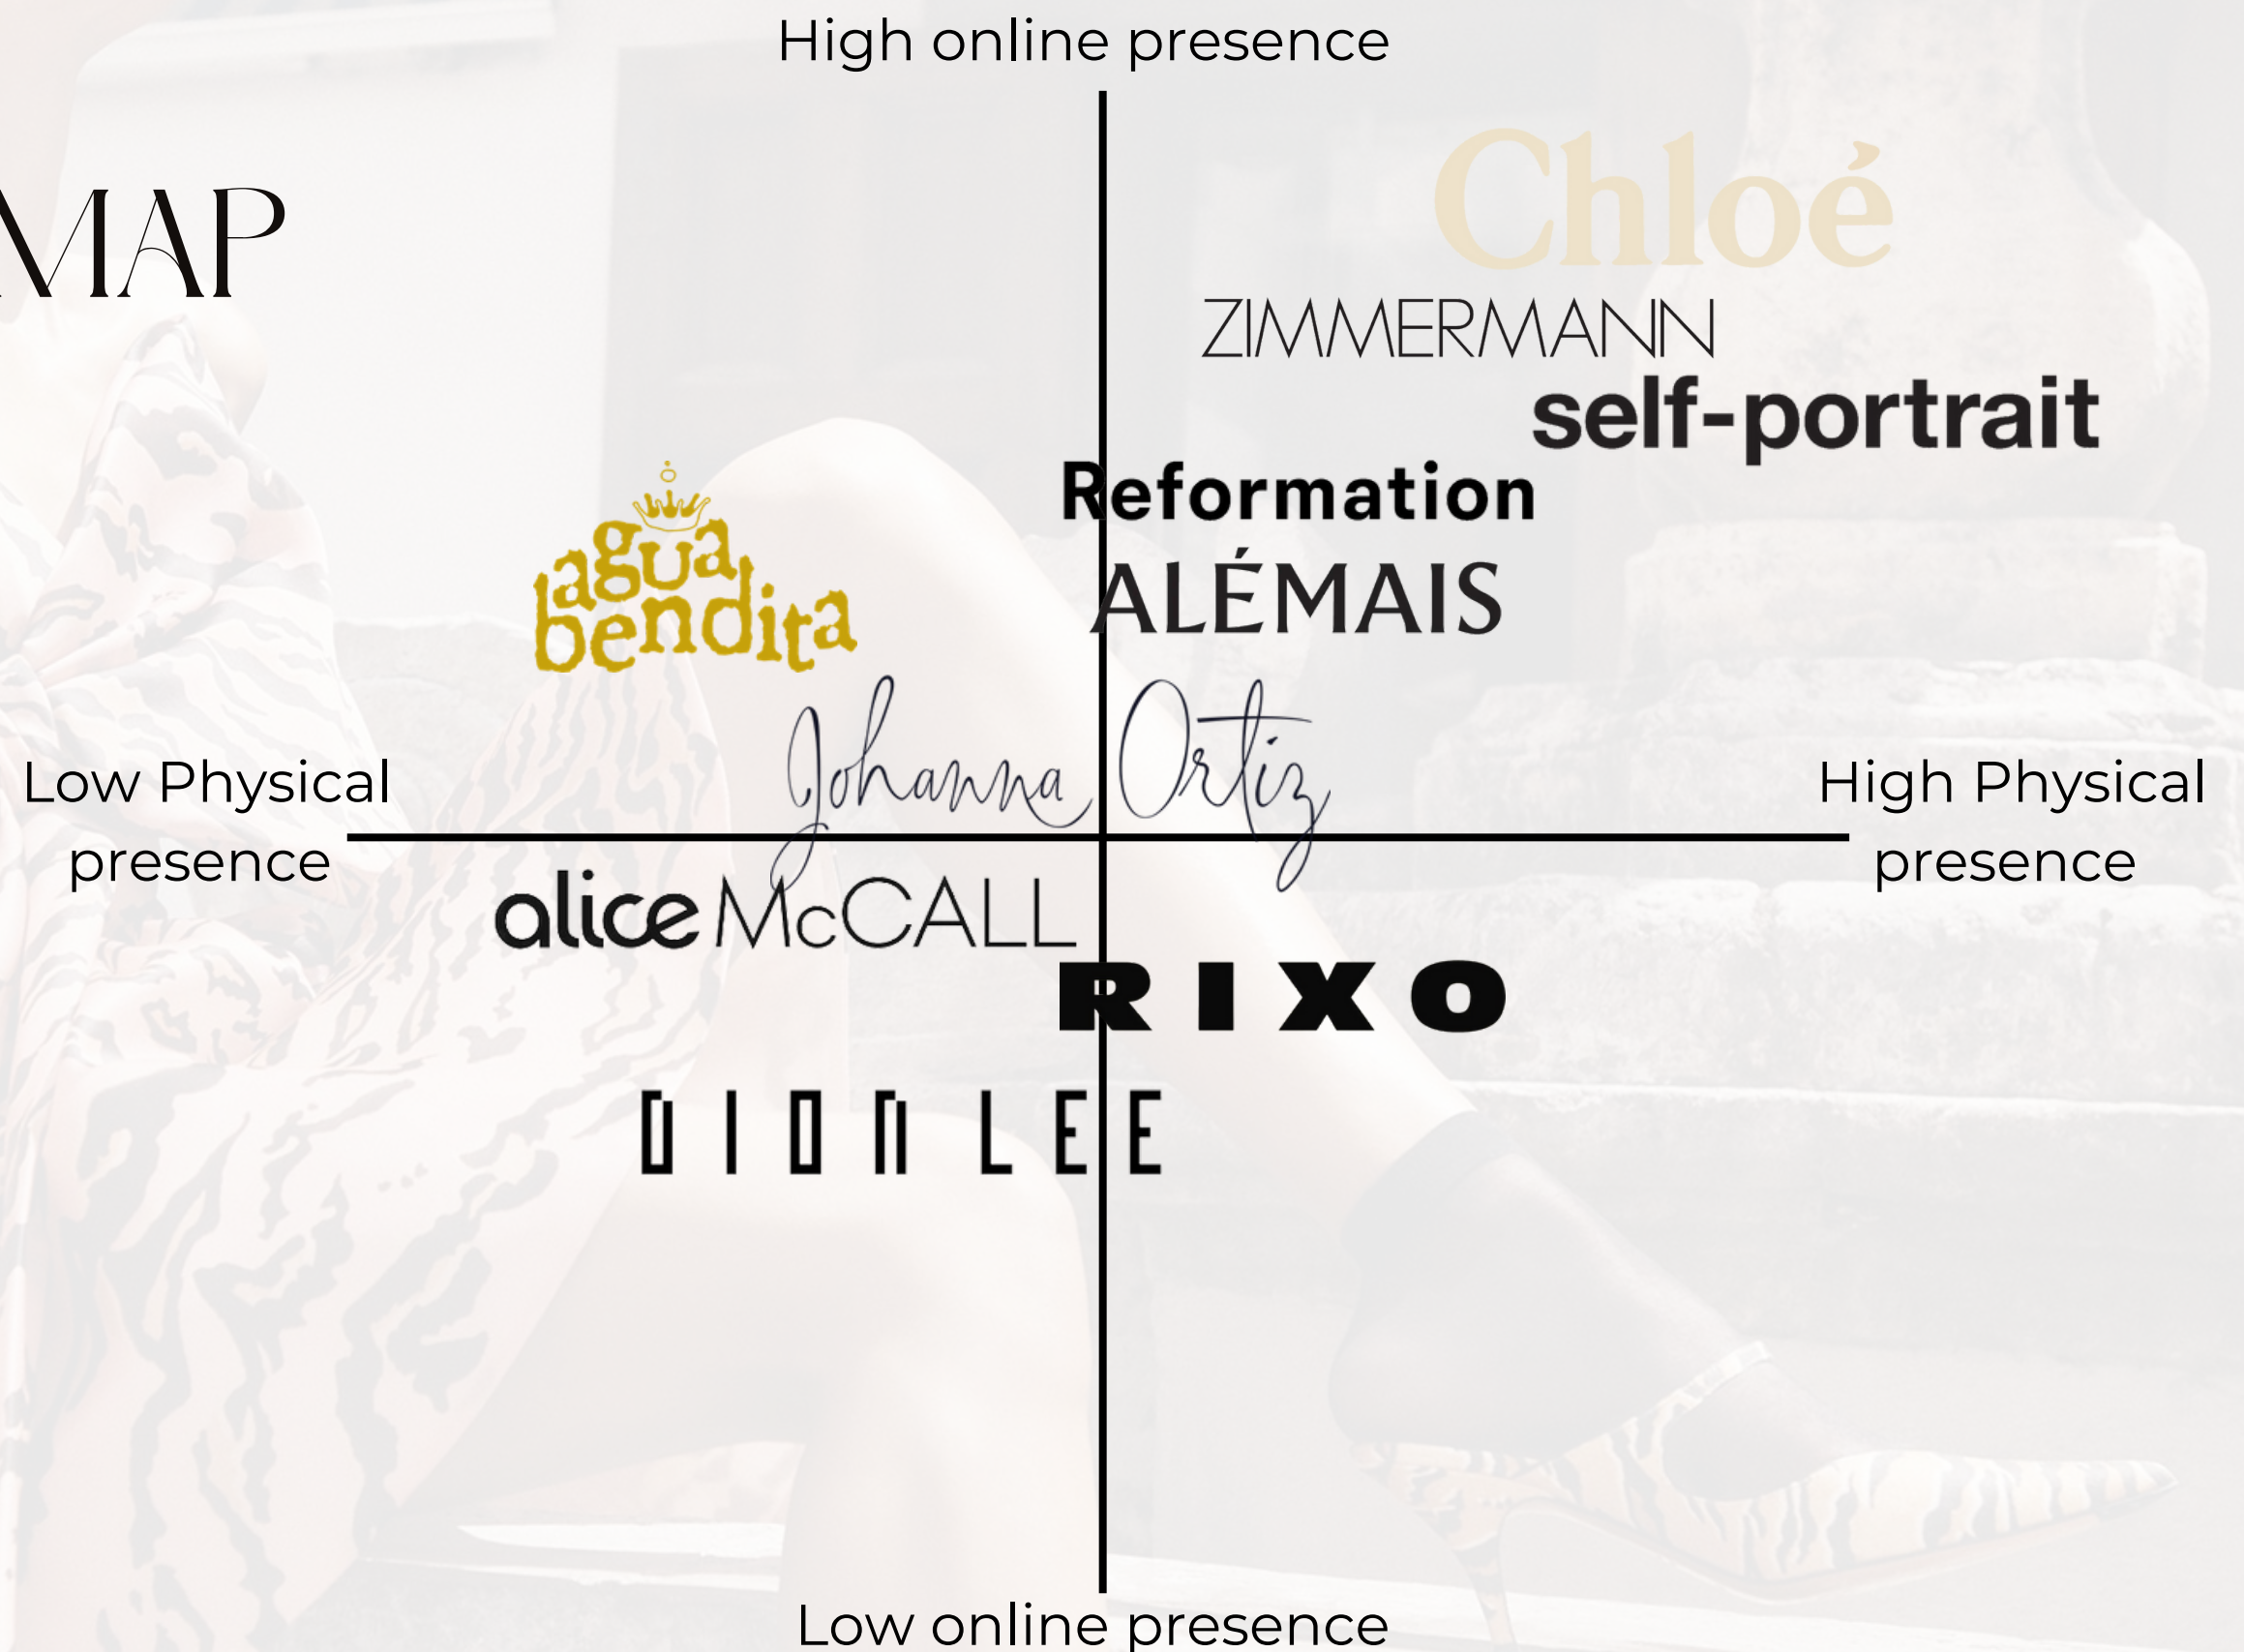 High online presence
MAP
Chloé
ZIMMERMANN
self-portrait
Reformation
agua
bendita
ALÉMAIS
Johanna Ortiz
Low Physical
presence
High Physical
presence
alice McCALL
RIXO
DION LEE
Low online presence